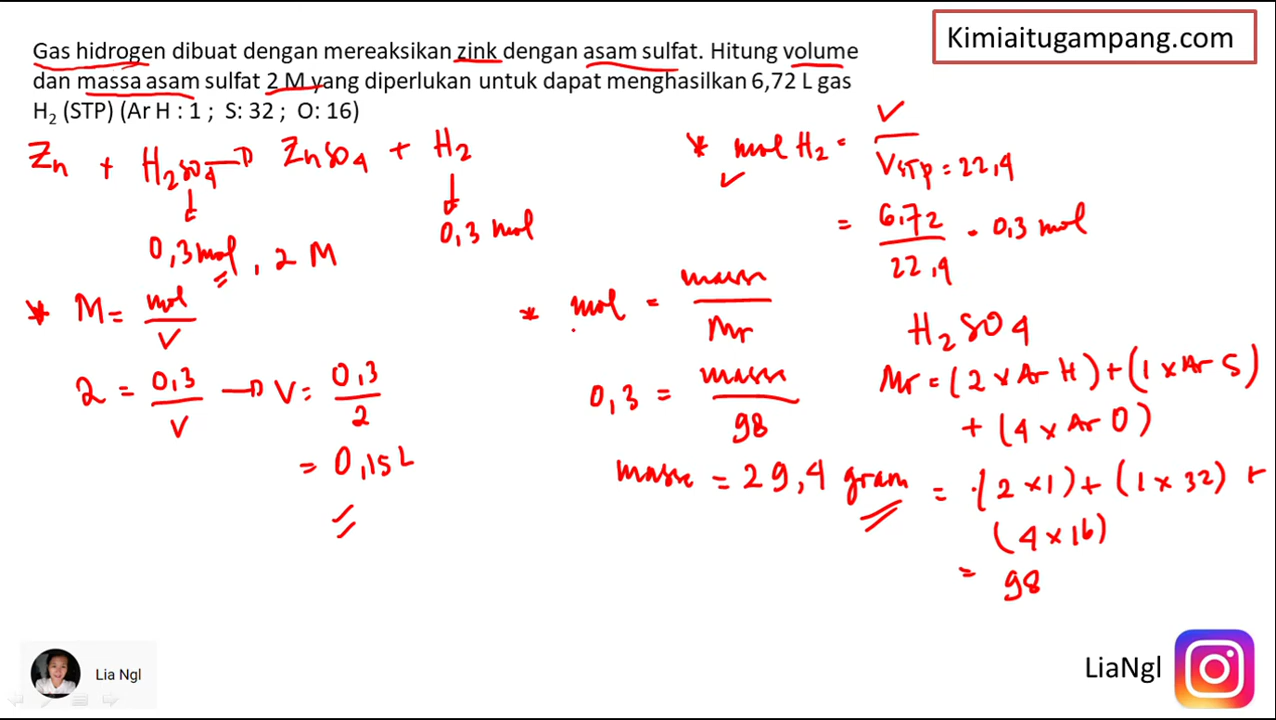 Kimiaitugampang.com
Gas hidrogen dibuat dengan mereaksikan zink dengan asam sulfat. Hitung volume
dan massa asam sulfat 2 M yang diperlukan untuk dapat menghasilkan 6,72 L gas
H₂ (STP) (Ar H : 1 ; S: 32 ; O: 16)
Zn + H₂SO₄ → ZnSO₄ + H₂
0,3 mol, 2 M
0,3 mol
* M = mol / V
2 = 0,3 / V → V = 0,3 / 2
= 0,15 L
* mol H₂ = V / VSTP = 22,4
= 6,72 / 22,4 = 0,3 mol
* mol = massa / Mr
0,3 = massa / 98
massa = 29,4 gram
H₂SO₄
Mr = (2 x Ar H) + (1 x Ar S)
+ (4 x Ar O)
= (2 x 1) + (1 x 32) +
(4 x 16)
= 98
Lia Ngl
LiaNgl